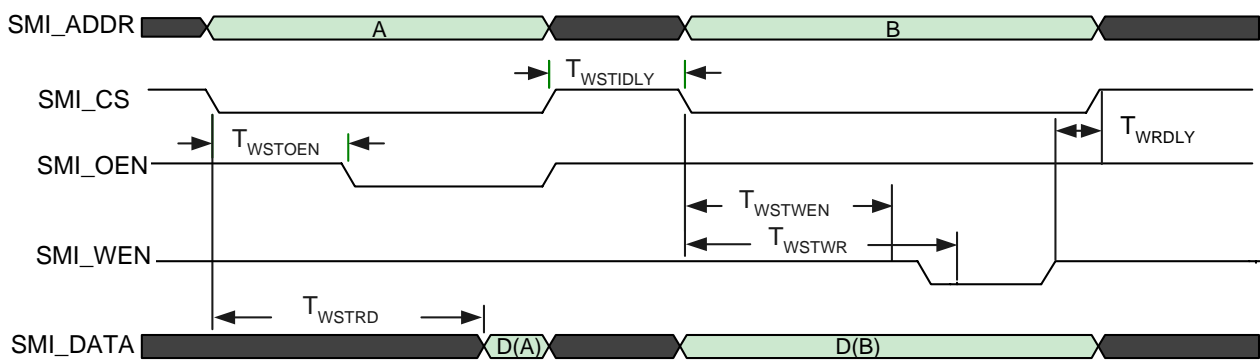 SMI_ADDR A B
T_WSTIDLY
SMI_CS
T_WSTOEN T_WRDLY
SMI_OEN
T_WSTWEN
T_WSTWR
SMI_WEN
T_WSTRD
SMI_DATA D(A) D(B)